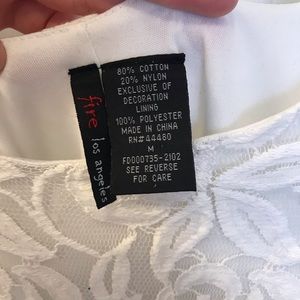 fire los angeles
80% COTTON
20% NYLON
EXCLUSIVE OF
DECORATION
LINING
100% POLYESTER
MADE IN CHINA
RN#44480
M
FD000735-2102
SEE REVERSE
FOR CARE